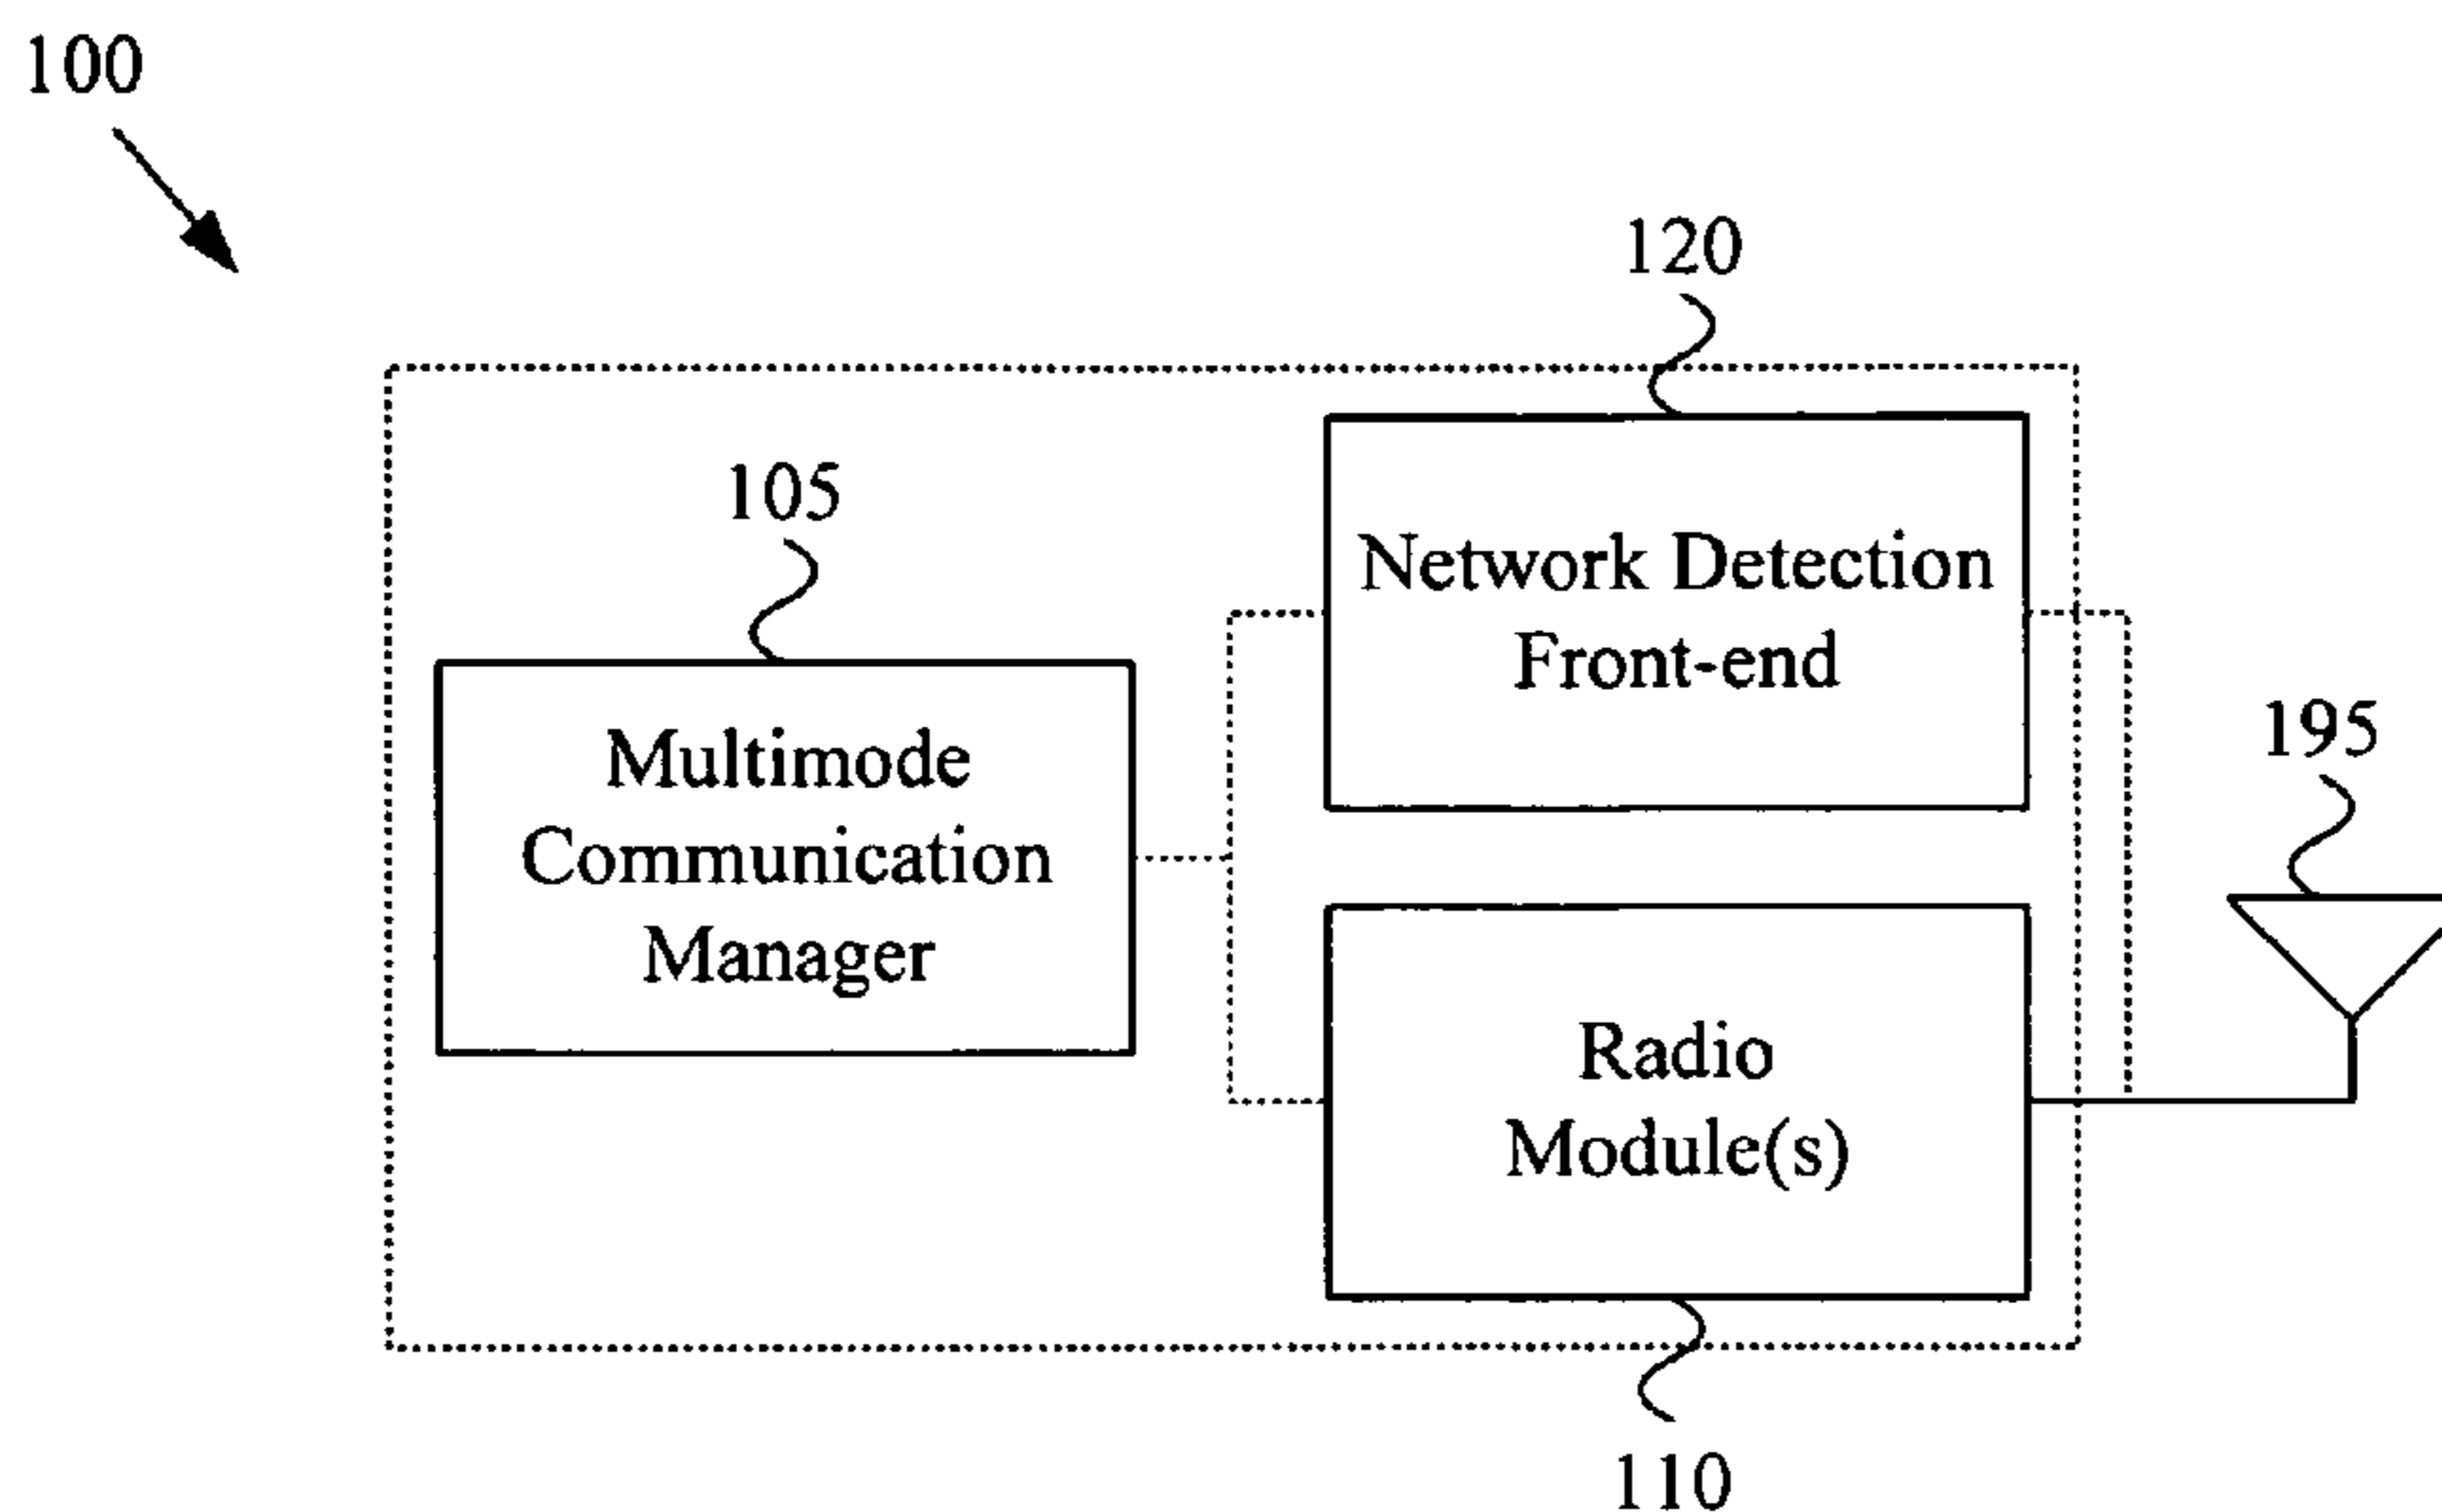 100
120
105
Network Detection
Front-end
195
Multimode
Communication
Manager
Radio
Module(s)
110